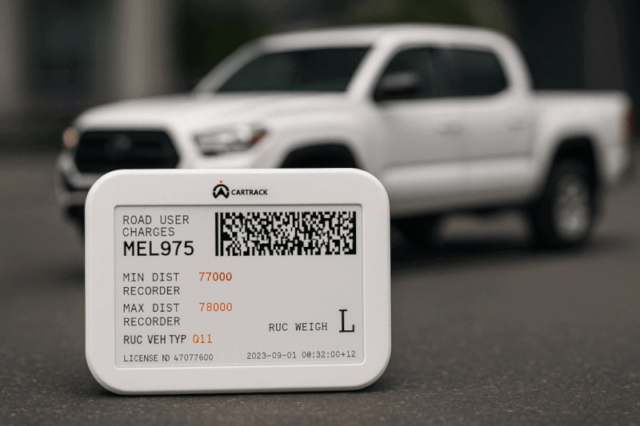 CARTRACK
ROAD USER
CHARGES
MEL975
MIN DIST 77000
RECORDER
MAX DIST 78000
RECORDER
RUC WEIGH L
RUC VEH TYP Q11
LICENSE NO 47077600
2023-09-01 00:32:00+12